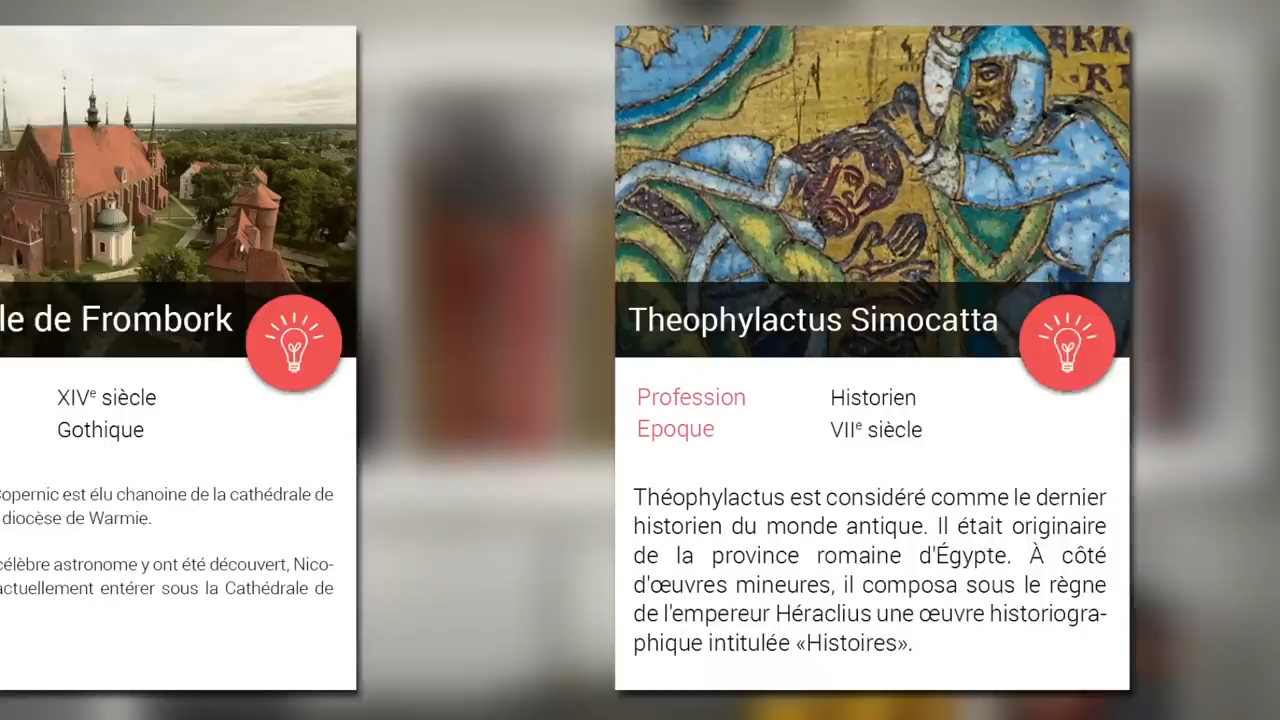 le de Frombork
XIVe siècle
Gothique
Copernic est élu chanoine de la cathédrale de
diocèse de Warmie.
célèbre astronome y ont été découvert, Nico-
actuellement entérer sous la Cathédrale de
ERAC
RE
Theophylactus Simocatta
Profession Historien
Epoque VIIe siècle
Théophylactus est considéré comme le dernier
historien du monde antique. Il était originaire
de la province romaine d'Égypte. À côté
d'œuvres mineures, il composa sous le règne
de l'empereur Héraclius une œuvre historiogra-
phique intitulée «Histoires».